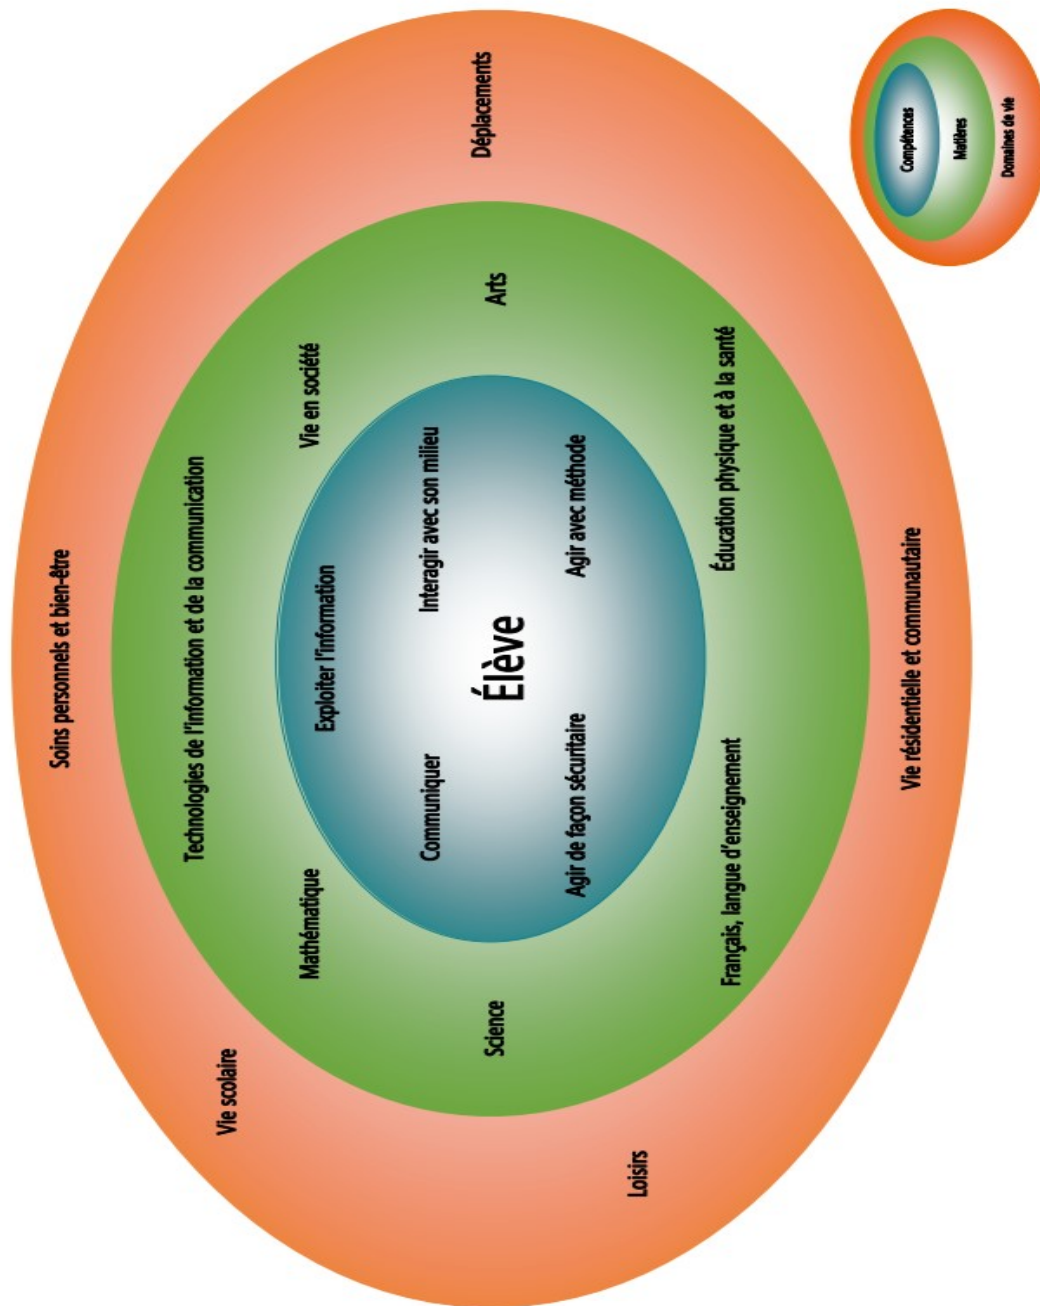 Soins personnels et bien-être
Technologies de l'information et de la communication
Vie scolaire
Mathématique
Vie en société
Exploiter l'information
Communiquer
Interagir avec son milieu
Science
Élève
Arts
Déplacements
Agir de façon sécuritaire
Agir avec méthode
Loisirs
Français, langue d'enseignement
Éducation physique et à la santé
Vie résidentielle et communautaire
Compétences
Matières
Domaines de vie